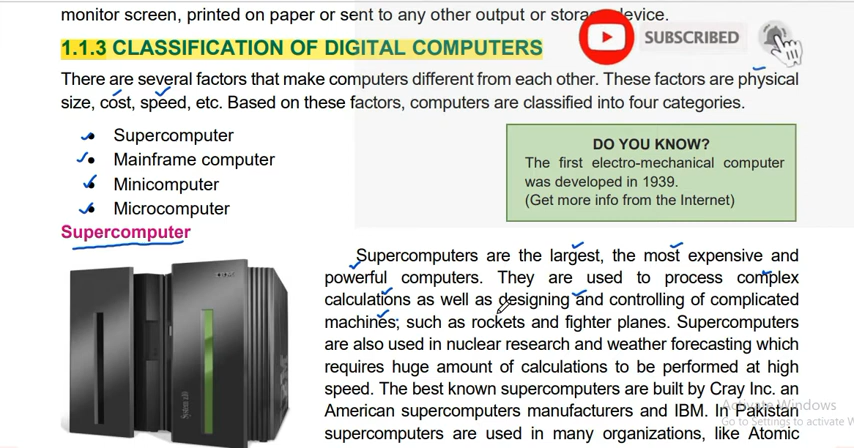 monitor screen, printed on paper or sent to any other output or storage device.
SUBSCRIBED
1.1.3 CLASSIFICATION OF DIGITAL COMPUTERS
There are several factors that make computers different from each other. These factors are physical
size, cost, speed, etc. Based on these factors, computers are classified into four categories.
• Supercomputer
• Mainframe computer
• Minicomputer
• Microcomputer
DO YOU KNOW?
The first electro-mechanical computer
was developed in 1939.
(Get more info from the Internet)
Supercomputer
Supercomputers are the largest, the most expensive and
powerful computers. They are used to process complex
calculations as well as designing and controlling of complicated
machines; such as rockets and fighter planes. Supercomputers
are also used in nuclear research and weather forecasting which
requires huge amount of calculations to be performed at high
speed. The best known supercomputers are built by Cray Inc. an
American supercomputers manufacturers and IBM. In Pakistan
supercomputers are used in many organizations, like Atomic
Activate Windows
Go to Settings to activate W